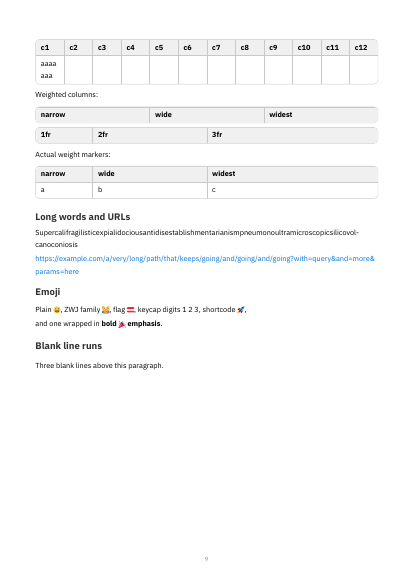 c1 c2 c3 c4 c5 c6 c7 c8 c9 c10 c11 c12
aaaa
aaa
Weighted columns:
narrow wide widest
1fr 2fr 3fr
Actual weight markers:
narrow wide widest
a b c
Long words and URLs
Supercalifragilisticexpialidociousantidisestablishmentarianismpneumonoultramicroscopicsilicovol-
canoconiosis
https://example.com/a/very/long/path/that/keeps/going/and/going/and/going?with=query&and=more&
params=here
Emoji
Plain 😀, ZWJ family 👨‍👩‍👧, flag 🇦🇹, keycap digits 1 2 3, shortcode 🚀,
and one wrapped in bold 🎉 emphasis.
Blank line runs
Three blank lines above this paragraph.
9